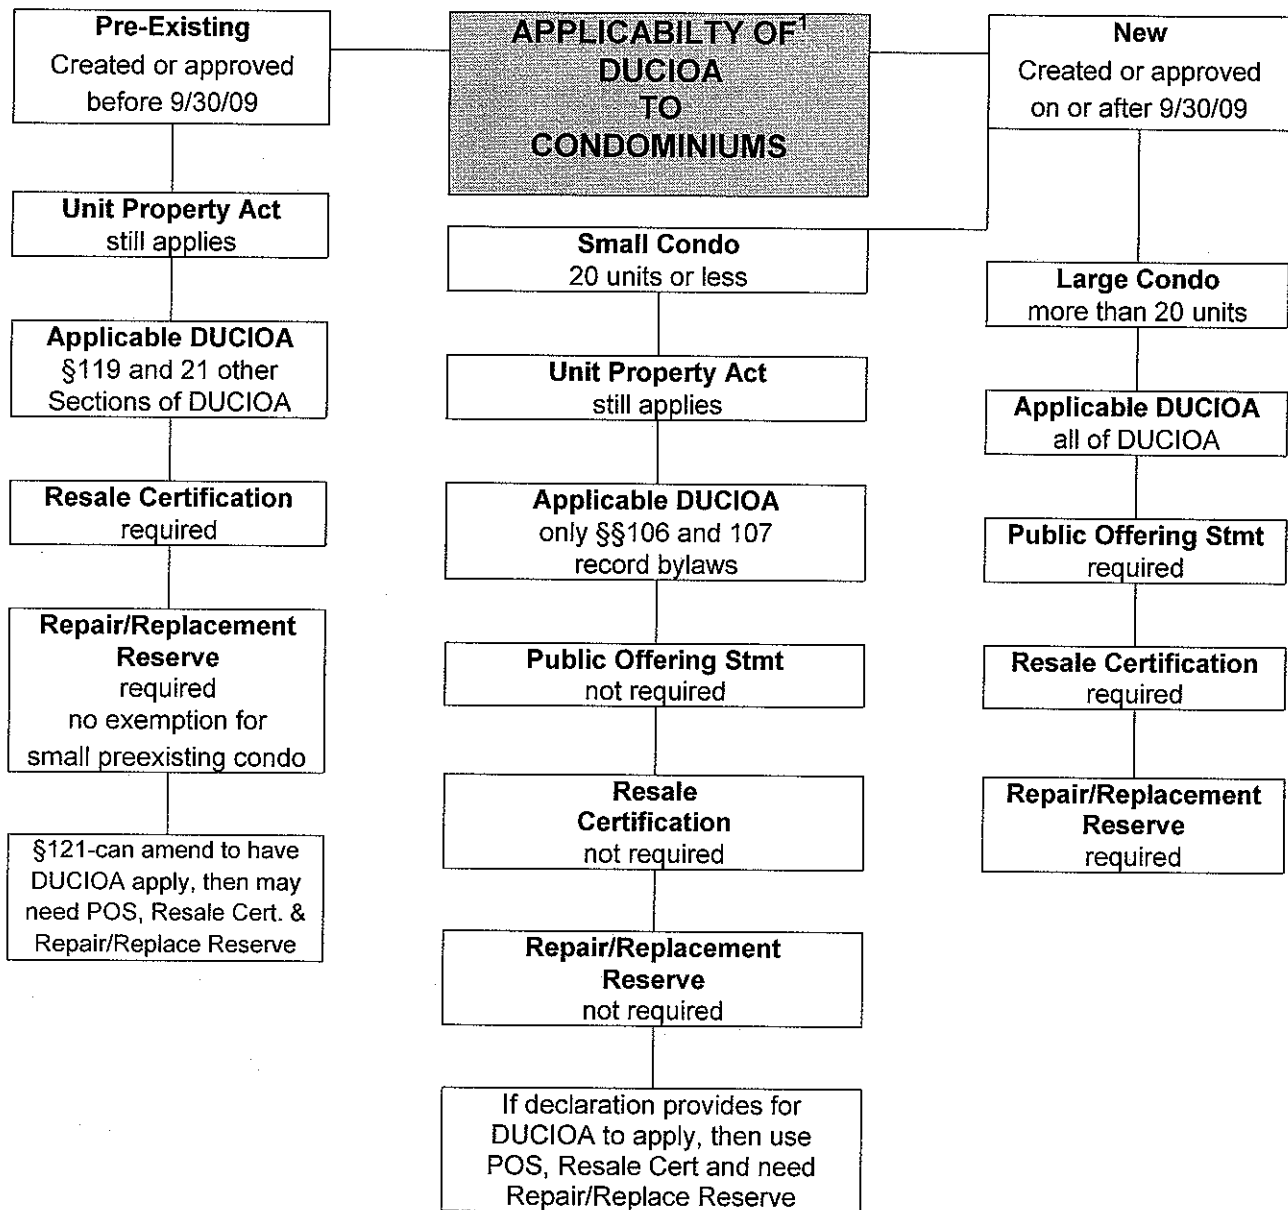 Pre-Existing
Created or approved
before 9/30/09
Unit Property Act
still applies
Applicable DUCIOA
§119 and 21 other
Sections of DUCIOA
Resale Certification
required
Repair/Replacement
Reserve
required
no exemption for
small preexisting condo
§121-can amend to have
DUCIOA apply, then may
need POS, Resale Cert. &
Repair/Replace Reserve
APPLICABILTY OF1
DUCIOA
TO
CONDOMINIUMS
Small Condo
20 units or less
Unit Property Act
still applies
Applicable DUCIOA
only §§106 and 107
record bylaws
Public Offering Stmt
not required
Resale
Certification
not required
Repair/Replacement
Reserve
not required
If declaration provides for
DUCIOA to apply, then use
POS, Resale Cert and need
Repair/Replace Reserve
New
Created or approved
on or after 9/30/09
Large Condo
more than 20 units
Applicable DUCIOA
all of DUCIOA
Public Offering Stmt
required
Resale Certification
required
Repair/Replacement
Reserve
required